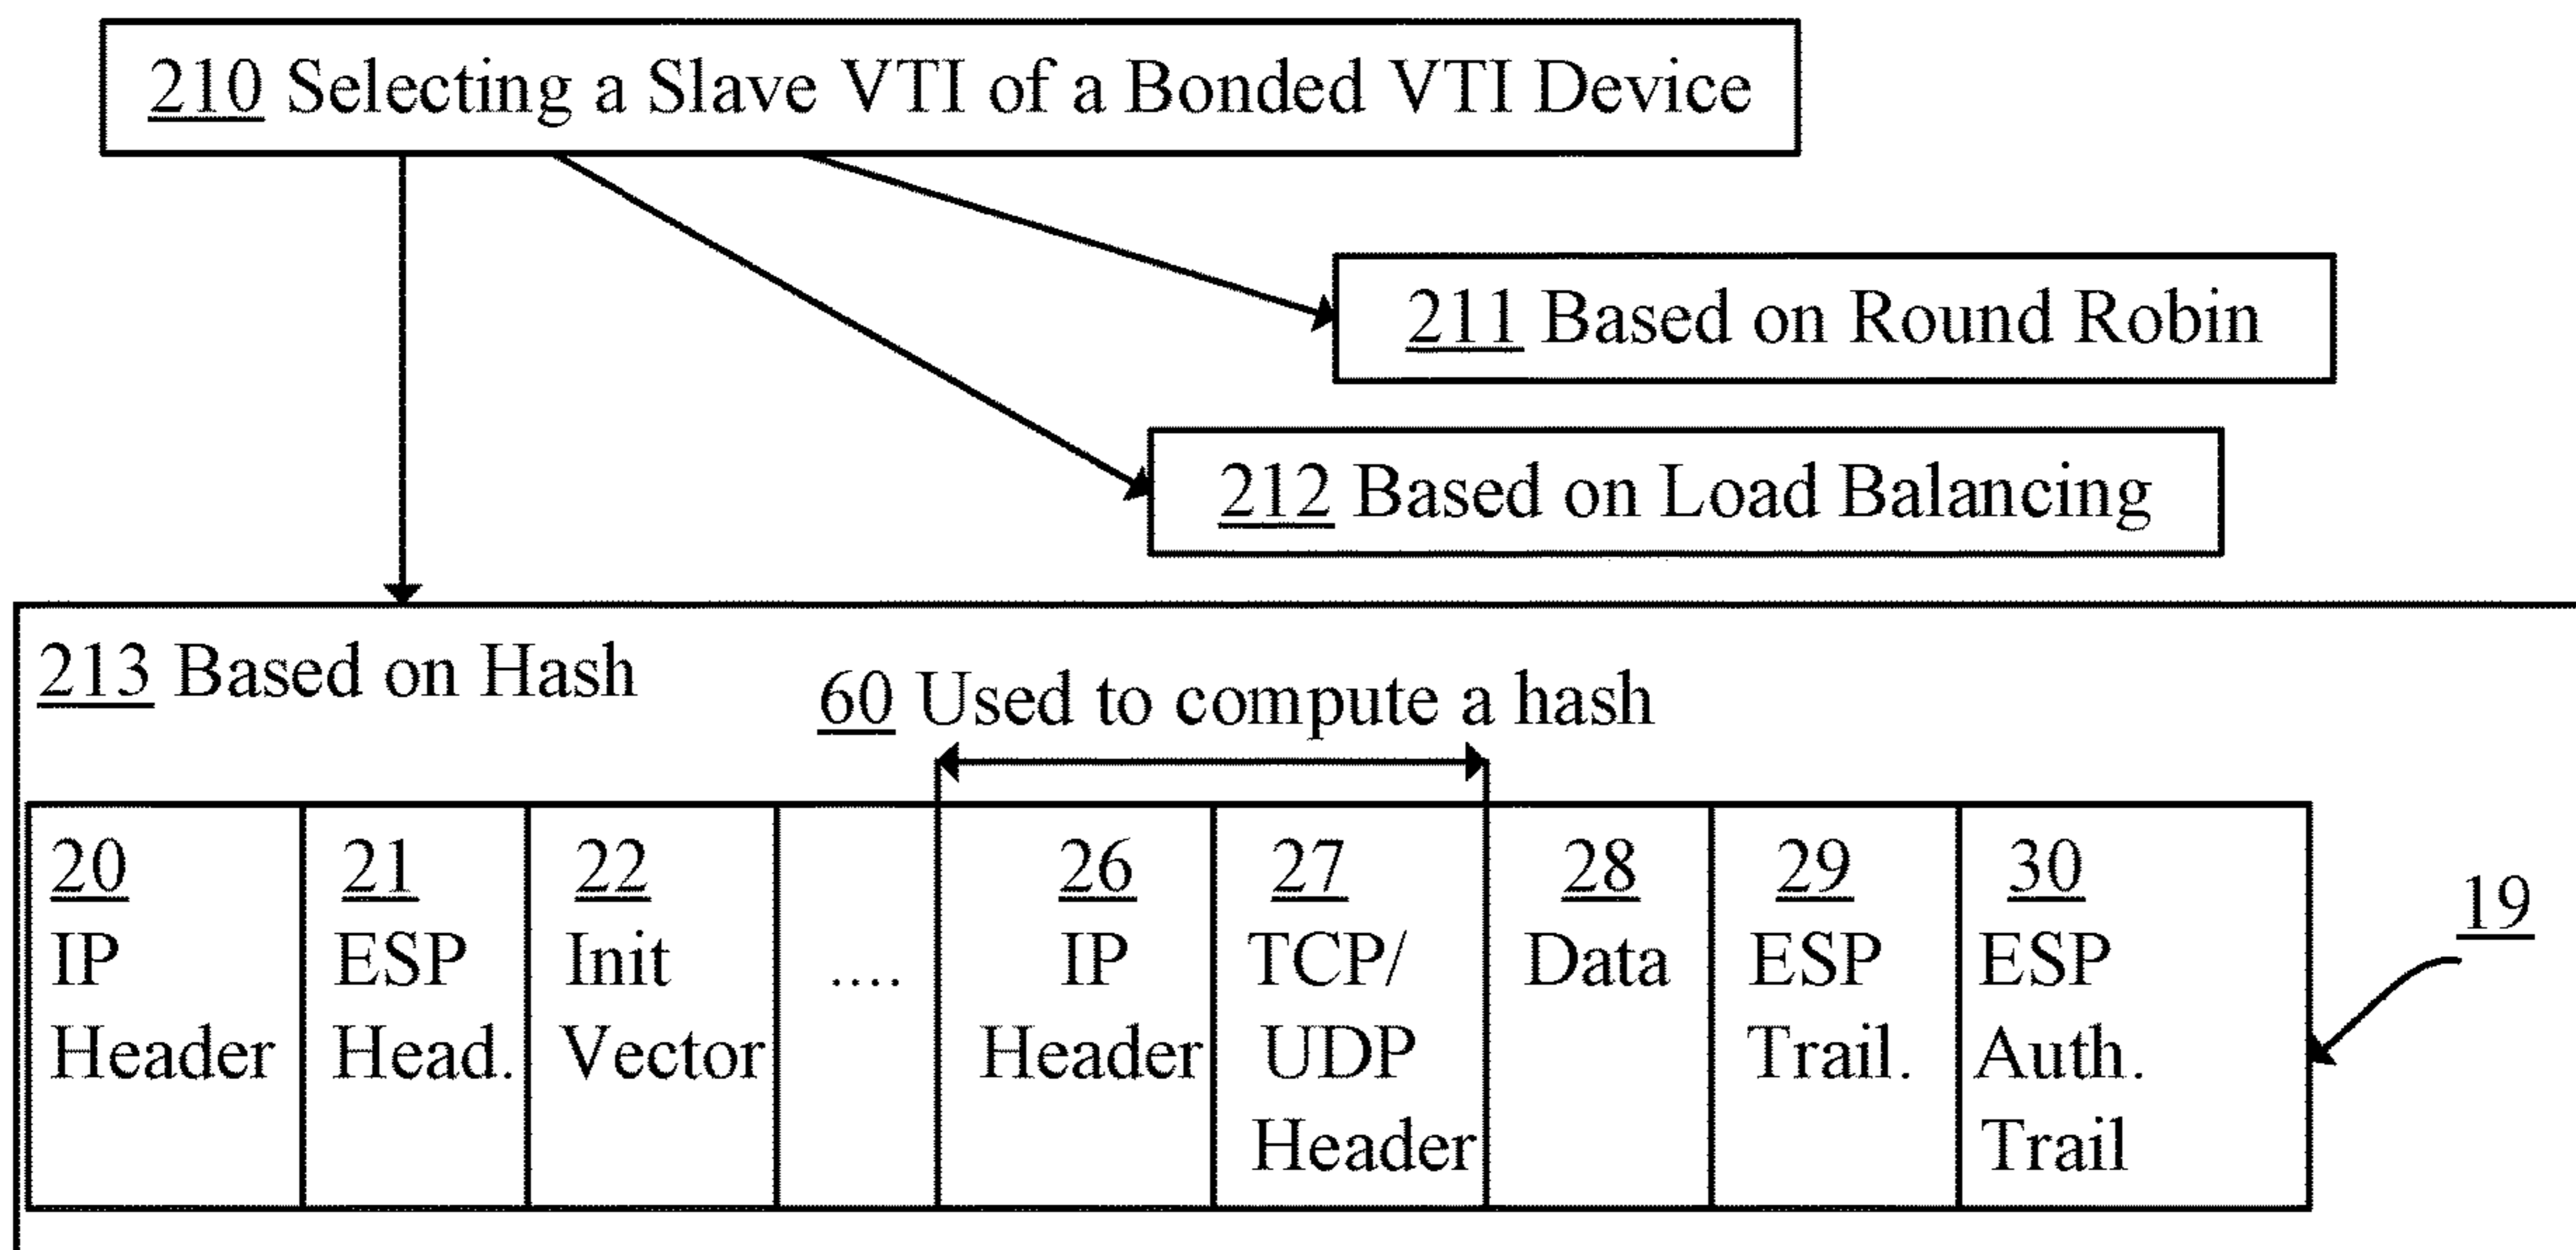 210 Selecting a Slave VTI of a Bonded VTI Device
211 Based on Round Robin
212 Based on Load Balancing
213 Based on Hash
60 Used to compute a hash
20
IP
Header
21
ESP
Head.
22
Init
Vector
....
26
IP
Header
27
TCP/
UDP
Header
28
Data
29
ESP
Trail.
30
ESP
Auth.
Trail
19